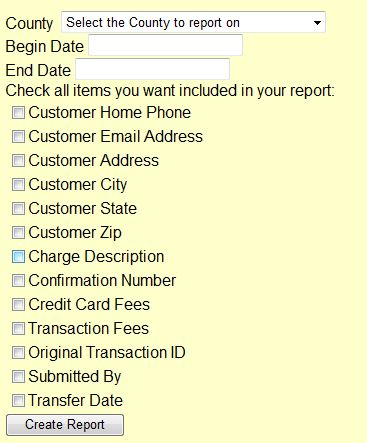 County Select the County to report on
Begin Date
End Date
Check all items you want included in your report:
Customer Home Phone
Customer Email Address
Customer Address
Customer City
Customer State
Customer Zip
Charge Description
Confirmation Number
Credit Card Fees
Transaction Fees
Original Transaction ID
Submitted By
Transfer Date
Create Report